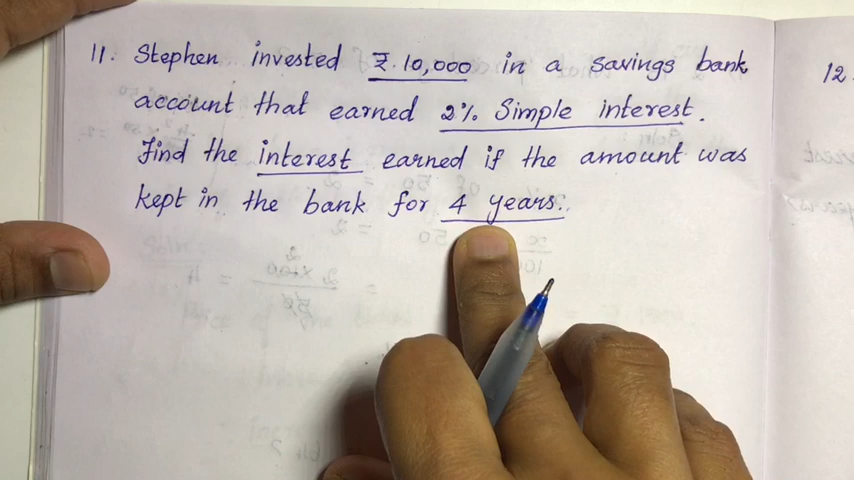 11. Stephen invested ₹.10,000 in a savings bank
account that earned 2% Simple interest.
Find the interest earned if the amount was
kept in the bank for 4 years.
12.